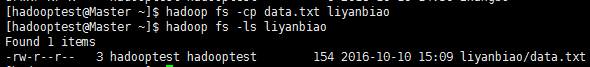 [hadooptest@Master ~]$ hadoop fs -cp data.txt liyanbiao
[hadooptest@Master ~]$ hadoop fs -ls liyanbiao
Found 1 items
-rw-r--r-- 3 hadooptest hadooptest 154 2016-10-10 15:09 liyanbiao/data.txt